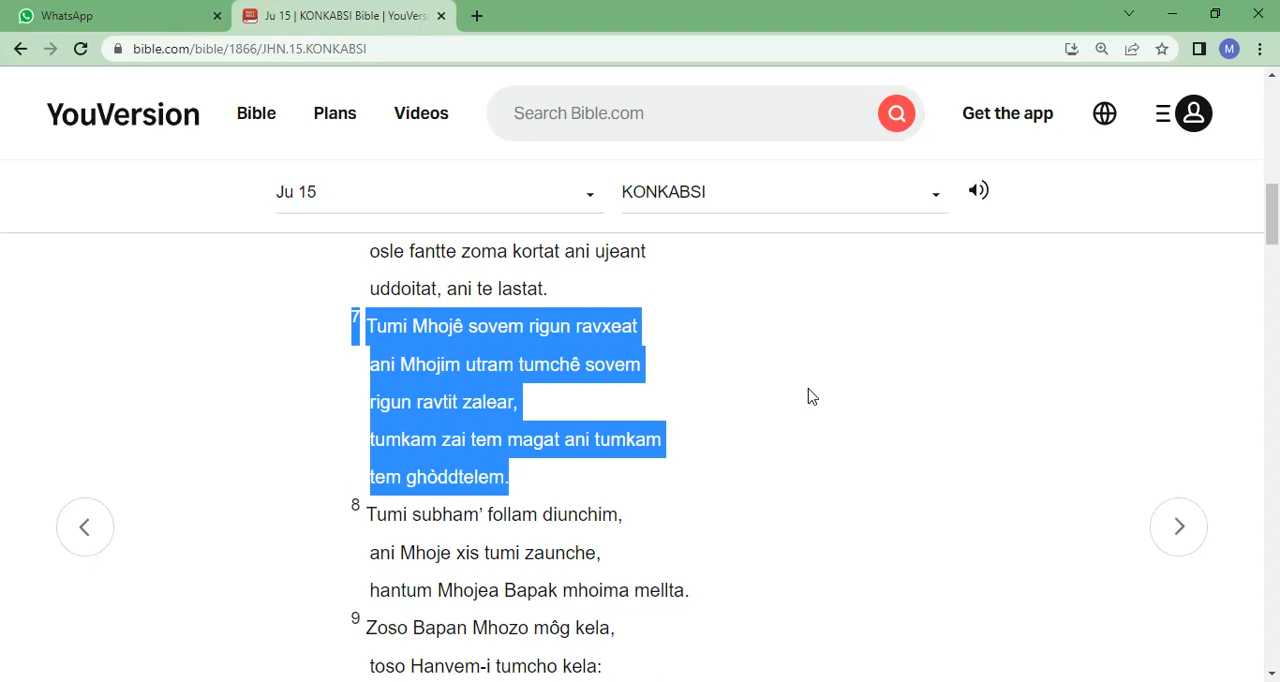 WhatsApp
Ju 15 | KONKABSI Bible | YouVers
bible.com/bible/1866/JHN.15.KONKABSI
M
YouVersion
Bible
Plans
Videos
Search Bible.com
Get the app
Ju 15
KONKABSI
osle fantte zoma kortat ani ujeant
uddoitat, ani te lastat.
7 Tumi Mhojê sovem rigun ravxeat
ani Mhojim utram tumchê sovem
rigun ravtit zalear,
tumkam zai tem magat ani tumkam
tem ghòddtelem.
8 Tumi subham’ follam diunchim,
ani Mhoje xis tumi zaunche,
hantum Mhojea Bapak mhoima mellta.
9 Zoso Bapan Mhozo môg kela,
toso Hanvem-i tumcho kela: